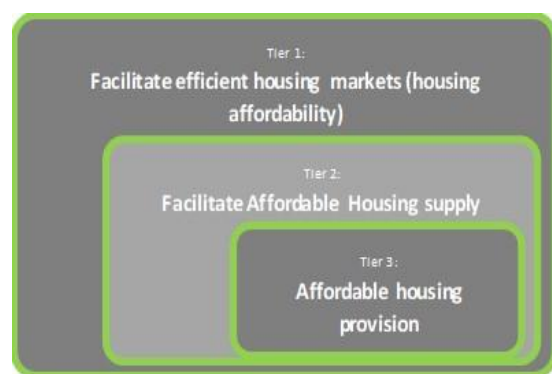 Tier 1:
Facilitate efficient housing markets (housing
affordability)
Tier 2:
Facilitate Affordable Housing supply
Tier 3:
Affordable housing
provision